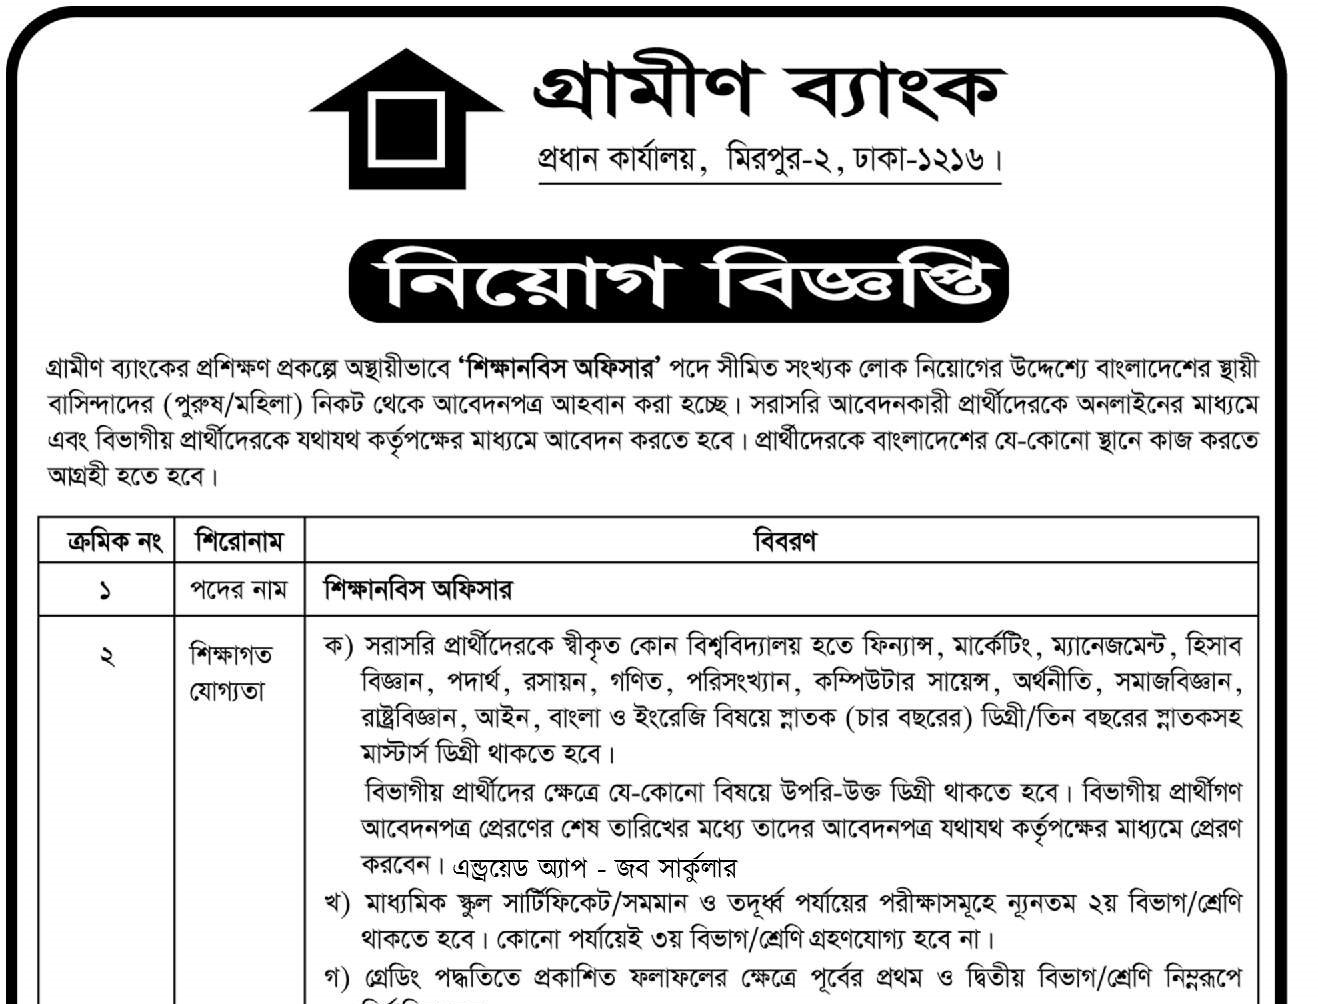 গ্রামীণ ব্যাংক
প্রধান কার্যালয়, মিরপুর-২, ঢাকা-১২১৬।
নিয়োগ বিজ্ঞপ্তি
গ্রামীণ ব্যাংকের প্রশিক্ষণ প্রকল্পে অস্থায়ীভাবে ‘শিক্ষানবিস অফিসার’ পদে সীমিত সংখ্যক লোক নিয়োগের উদ্দেশ্যে বাংলাদেশের স্থায়ী
বাসিন্দাদের (পুরুষ/মহিলা) নিকট থেকে আবেদনপত্র আহবান করা হচ্ছে। সরাসরি আবেদনকারী প্রার্থীদেরকে অনলাইনের মাধ্যমে
এবং বিভাগীয় প্রার্থীদেরকে যথাযথ কর্তৃপক্ষের মাধ্যমে আবেদন করতে হবে। প্রার্থীদেরকে বাংলাদেশের যে-কোনো স্থানে কাজ করতে
আগ্রহী হতে হবে।
ক্রমিক নং শিরোনাম বিবরণ
১ পদের নাম শিক্ষানবিস অফিসার
২ শিক্ষাগত যোগ্যতা ক) সরাসরি প্রার্থীদেরকে স্বীকৃত কোন বিশ্ববিদ্যালয় হতে ফিন্যান্স, মার্কেটিং, ম্যানেজমেন্ট, হিসাব
বিজ্ঞান, পদার্থ, রসায়ন, গণিত, পরিসংখ্যান, কম্পিউটার সায়েন্স, অর্থনীতি, সমাজবিজ্ঞান,
রাষ্ট্রবিজ্ঞান, আইন, বাংলা ও ইংরেজি বিষয়ে স্নাতক (চার বছরের) ডিগ্রী/তিন বছরের স্নাতকসহ
মাস্টার্স ডিগ্রী থাকতে হবে।
বিভাগীয় প্রার্থীদের ক্ষেত্রে যে-কোনো বিষয়ে উপরি-উক্ত ডিগ্রী থাকতে হবে। বিভাগীয় প্রার্থীগণ
আবেদনপত্র প্রেরণের শেষ তারিখের মধ্যে তাদের আবেদনপত্র যথাযথ কর্তৃপক্ষের মাধ্যমে প্রেরণ
করবেন। এন্ড্রয়েড অ্যাপ - জব সার্কুলার
খ) মাধ্যমিক স্কুল সার্টিফিকেট/সমমান ও তদূর্ধ্ব পর্যায়ের পরীক্ষাসমূহে ন্যূনতম ২য় বিভাগ/শ্রেণি
থাকতে হবে। কোনো পর্যায়েই ৩য় বিভাগ/শ্রেণি গ্রহণযোগ্য হবে না।
গ) গ্রেডিং পদ্ধতিতে প্রকাশিত ফলাফলের ক্ষেত্রে পূর্বের প্রথম ও দ্বিতীয় বিভাগ/শ্রেণি নিম্নরূপে